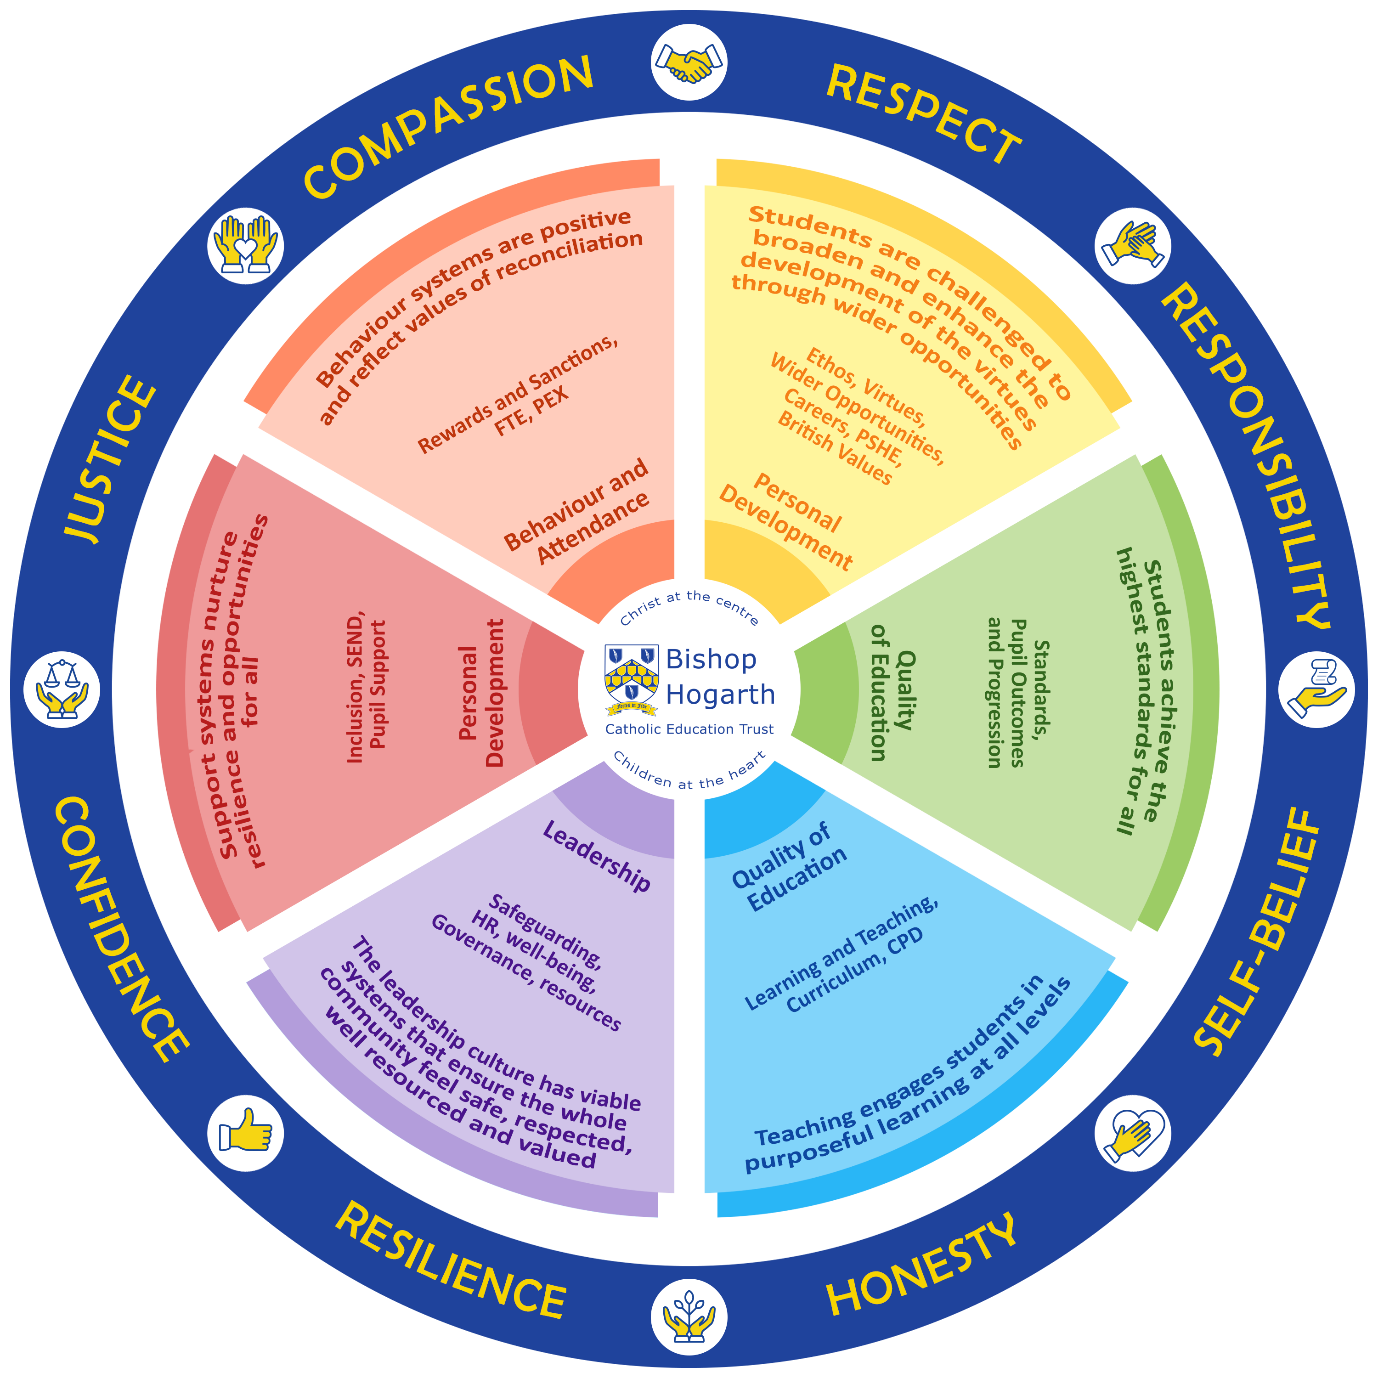 COMPASSION
RESPECT
RESPONSIBILITY
SELF-BELIEF
HONESTY
RESILIENCE
CONFIDENCE
JUSTICE
Students are challenged to
broaden and enhance the
development of the virtues
through wider opportunities
Ethos, Virtues,
Wider Opportunities,
Careers, PSHE,
British Values
Personal
Development
Students achieve the
highest standards for all
Standards,
Pupil Outcomes
and Progression
Quality
of Education
Quality of
Education
Learning and Teaching,
Curriculum, CPD
Teaching engages students in
purposeful learning at all levels
Leadership
Safeguarding,
HR, well-being,
Governance, resources
The leadership culture has viable
systems that ensure the whole
community feel safe, respected,
well resourced and valued
Support systems nurture
resilience and opportunities
for all
Inclusion, SEND,
Pupil Support
Personal
Development
Behaviour systems are positive
and reflect values of reconciliation
Rewards and Sanctions,
FTE, PEX
Behaviour and
Attendance
Christ at the centre
Bishop
Hogarth
Catholic Education Trust
Children at the heart